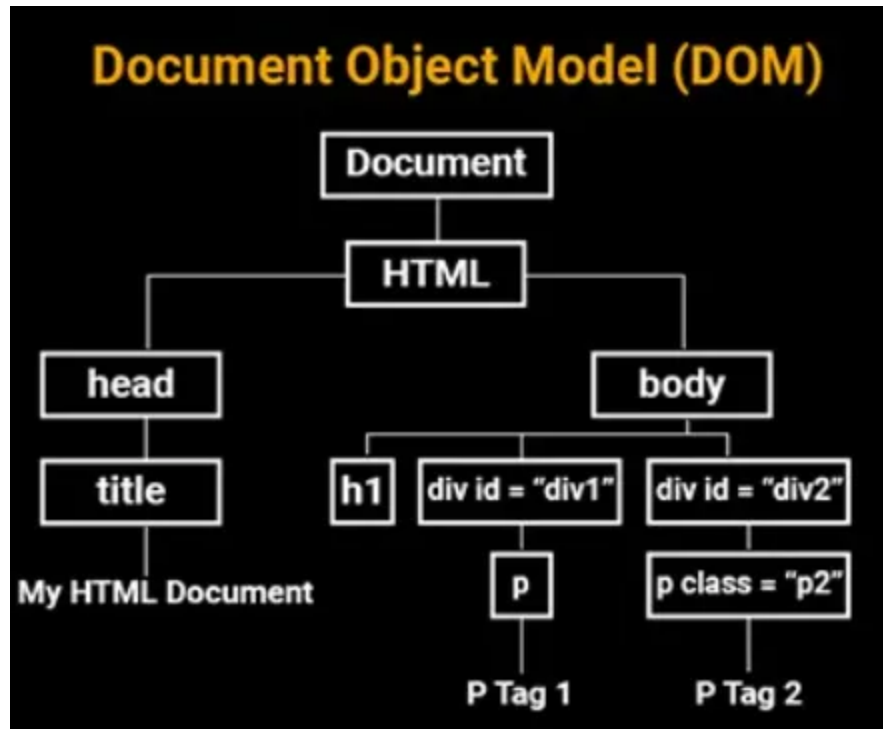 Document Object Model (DOM)
Document
HTML
head
body
title
h1
div id = “div1”
div id = “div2”
My HTML Document
p
p class = “p2”
P Tag 1
P Tag 2